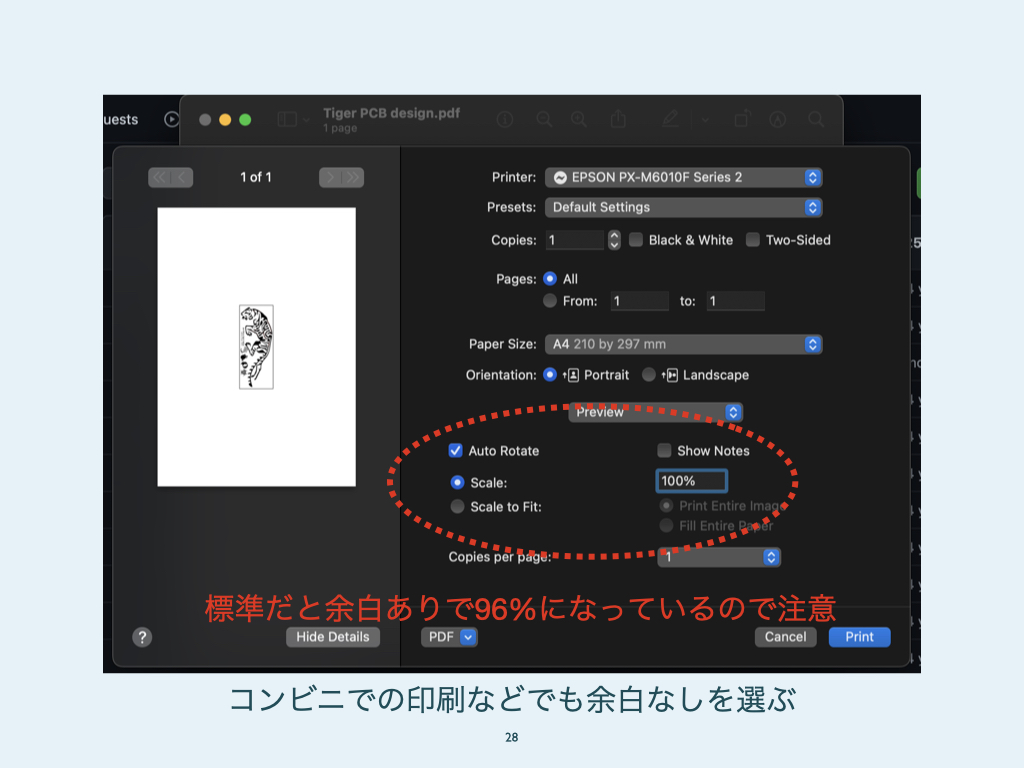 uests
Tiger PCB design.pdf
1 page
1 of 1
Printer: EPSON PX-M6010F Series 2
Presets: Default Settings
Copies: 1 Black & White Two-Sided
Pages: All
From: 1 to: 1
Paper Size: A4 210 by 297 mm
Orientation: Portrait Landscape
Preview
Auto Rotate Show Notes
Scale: 100%
Scale to Fit: Print Entire Image
Fill Entire Paper
Copies per page: 1
標準だと余白ありで96%になっているので注意
? Hide Details PDF Cancel Print
コンビニでの印刷などでも余白なしを選ぶ
28